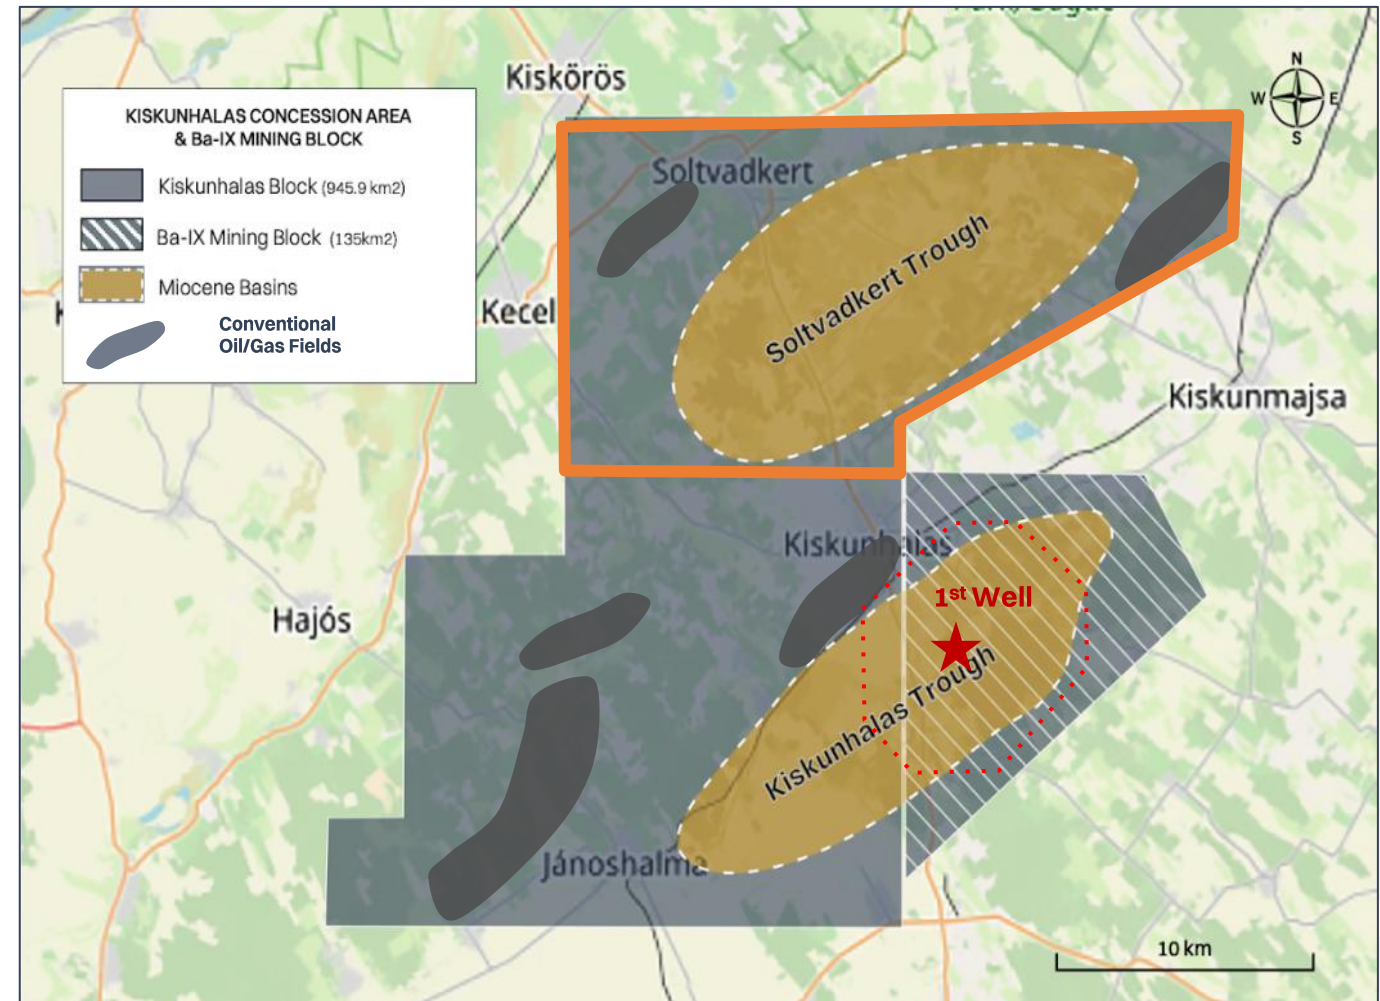 Kiskőrös
N
W
E
S
KISKUNHALAS CONCESSION AREA
& Ba-IX MINING BLOCK
Kiskunhalas Block (945.9 km2)
Ba-IX Mining Block (135km2)
Miocene Basins
Conventional
Oil/Gas Fields
Soltvadkert
Soltvadkert Trough
Kecel
Kiskunmajsa
Kiskunhalas
1st Well
Hajós
Kiskunhalas Trough
Jánoshalma
10 km